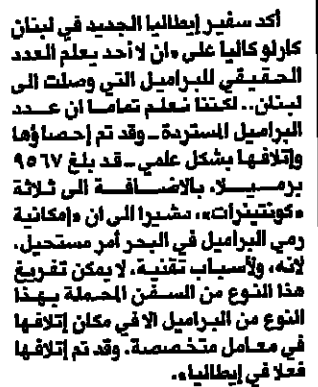 أكد سفير إيطاليا الجديد في لبنان
كارلو كاليا على «ان لا أحد يعلم العدد
الحقيقي للبراميل التي وصلت الى
لبنان.. لكننا نعلم تماما ان عدد
البراميل المستردة ـ وقد تم إحصاؤها
وإتلافها بشكل علمي ـ قد بلغ ٩٥٦٧
برميلا، بالاضافة الى ثلاثة
«كونتينرات»، مشيرا الى ان «إمكانية
رمي البراميل في البحر أمر مستحيل،
لانه، ولأسباب تقنية، لا يمكن تفريغ
هذا النوع من السفن المحملة بهذا
النوع من البراميل الا في مكان إتلافها
في معامل متخصصة، وقد تم إتلافها
فعلا في إيطاليا».